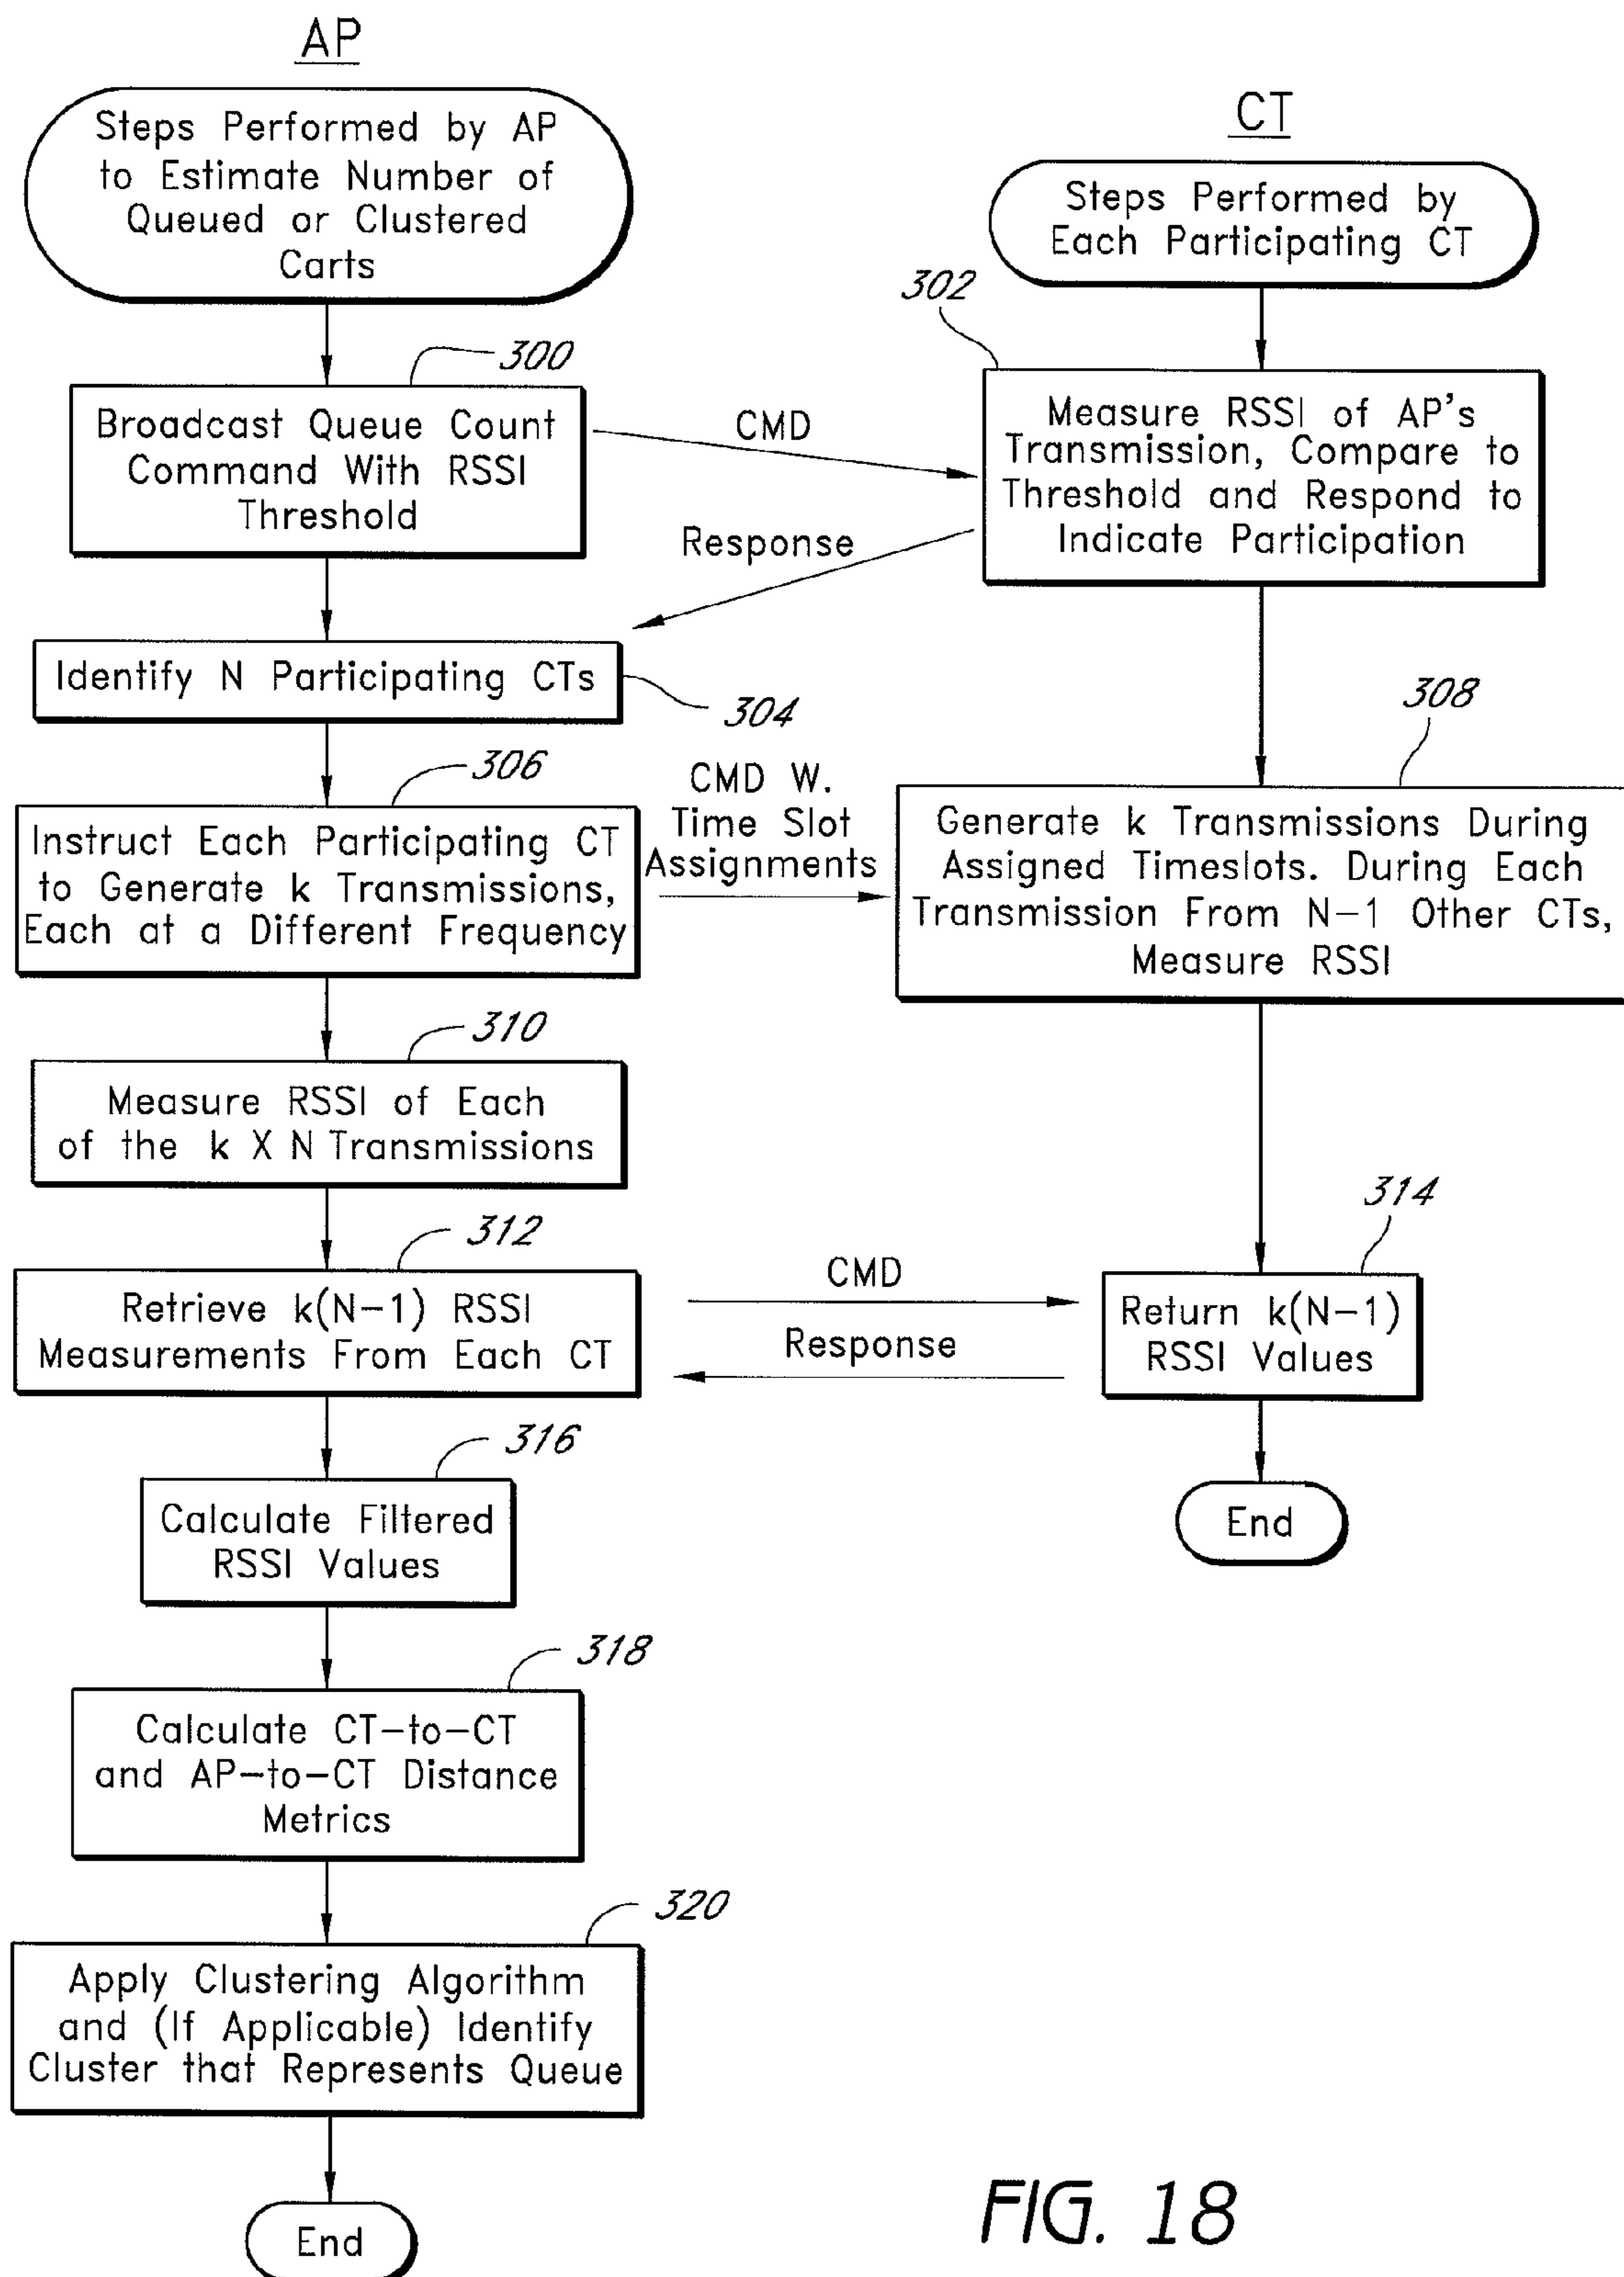 AP
Steps Performed by AP
to Estimate Number of
Queued or Clustered
Carts
300
Broadcast Queue Count
Command With RSSI
Threshold
CMD
Response
CT
Steps Performed by
Each Participating CT
302
Measure RSSI of AP's
Transmission, Compare to
Threshold and Respond to
Indicate Participation
Identify N Participating CTs
304
306
Instruct Each Participating CT
to Generate k Transmissions,
Each at a Different Frequency
CMD W.
Time Slot
Assignments
308
Generate k Transmissions During
Assigned Timeslots. During Each
Transmission From N-1 Other CTs,
Measure RSSI
310
Measure RSSI of Each
of the k X N Transmissions
312
Retrieve k(N-1) RSSI
Measurements From Each CT
CMD
Response
314
Return k(N-1)
RSSI Values
End
316
Calculate Filtered
RSSI Values
318
Calculate CT-to-CT
and AP-to-CT Distance
Metrics
320
Apply Clustering Algorithm
and (If Applicable) Identify
Cluster that Represents Queue
End
FIG. 18